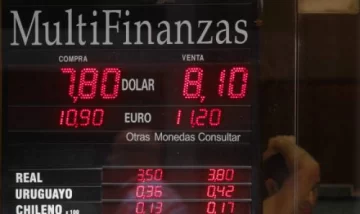 MultiFinanzas
COMPRA VENTA
7.80 DOLAR 8.10
10.90 EURO 11.20
Otras Monedas Consultar
REAL 3.50 3.80
URUGUAYO 0.36 0.42
CHILENO x 100 0.13 0.17